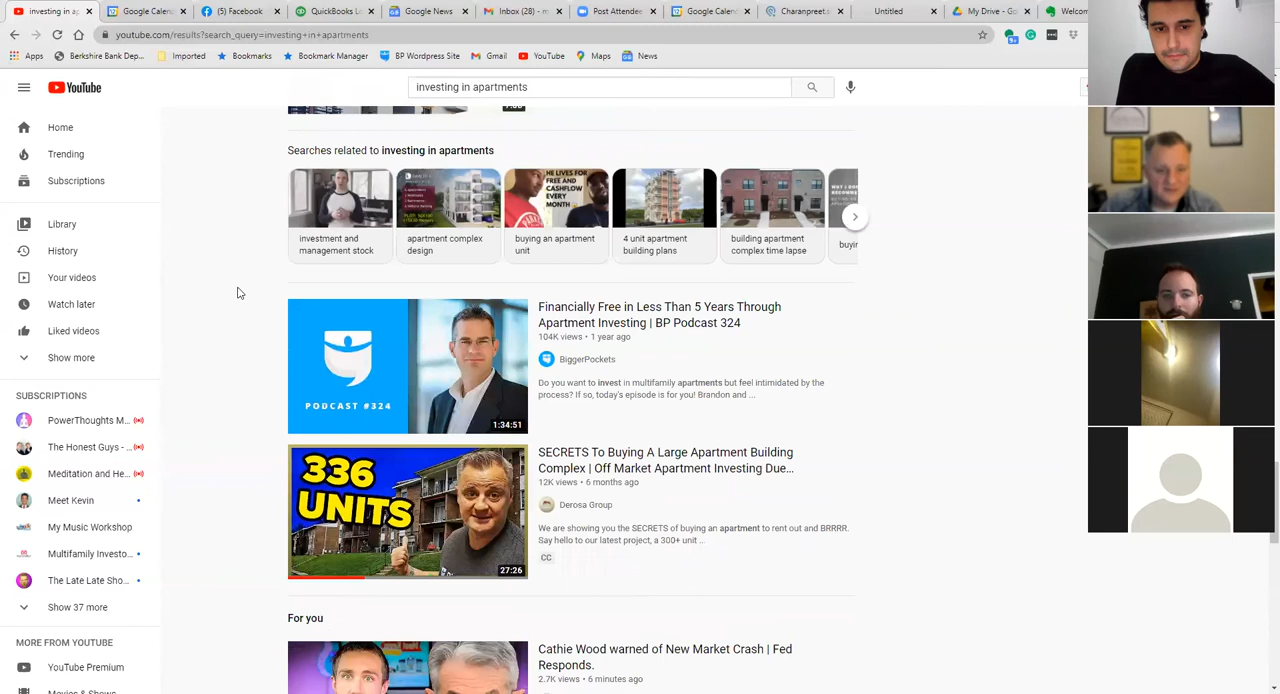 investing in a
Google Calen
(5) Facebook
QuickBooks
Google News
Inbox (28) - m
Post Attendee
Google Calen
Charanpreet.s
Untitled
My Drive - Go
Welcom
youtube.com/results?search_query=investing+in+apartments
Apps
Berkshire Bank Dep...
Imported
Bookmarks
Bookmark Manager
BP Wordpress Site
Gmail
YouTube
Maps
News
YouTube
investing in apartments
Home
Trending
Subscriptions
Library
History
Your videos
Watch later
Liked videos
Show more
SUBSCRIPTIONS
PowerThoughts M...
The Honest Guys - ...
Meditation and He...
Meet Kevin
My Music Workshop
Multifamily Investo...
The Late Late Sho...
Show 37 more
MORE FROM YOUTUBE
YouTube Premium
Movies & Shows
Searches related to investing in apartments
investment and
management stock
apartment complex
design
HE LIVES FOR
FREE AND
CASHFLOW
EVERY
MONTH
buying an apartment
unit
4 unit apartment
building plans
building apartment
complex time lapse
PODCAST #324
1:34:51
Financially Free in Less Than 5 Years Through
Apartment Investing | BP Podcast 324
104K views • 1 year ago
BiggerPockets
Do you want to invest in multifamily apartments but feel intimidated by the
process? If so, today's episode is for you! Brandon and ...
336
UNITS
27:26
SECRETS To Buying A Large Apartment Building
Complex | Off Market Apartment Investing Due...
12K views • 6 months ago
Derosa Group
We are showing you the SECRETS of buying an apartment to rent out and BRRRR.
Say hello to our latest project, a 300+ unit ...
CC
For you
Cathie Wood warned of New Market Crash | Fed
Responds.
2.7K views • 6 minutes ago